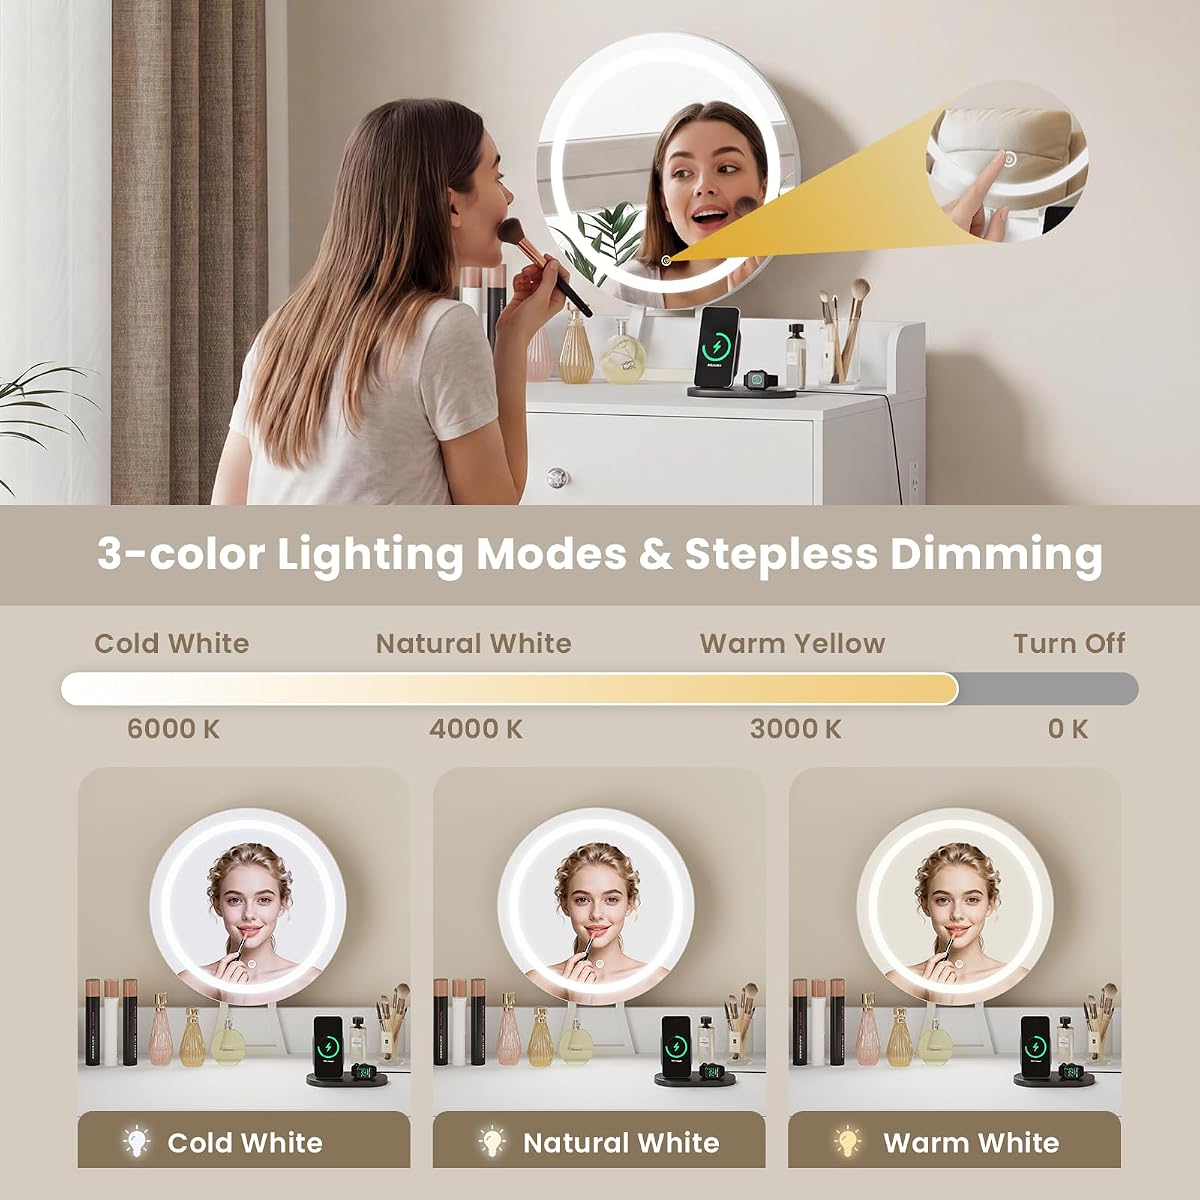 3-color Lighting Modes & Stepless Dimming
Cold White Natural White Warm Yellow Turn Off
6000 K 4000 K 3000 K 0 K
Cold White Natural White Warm White